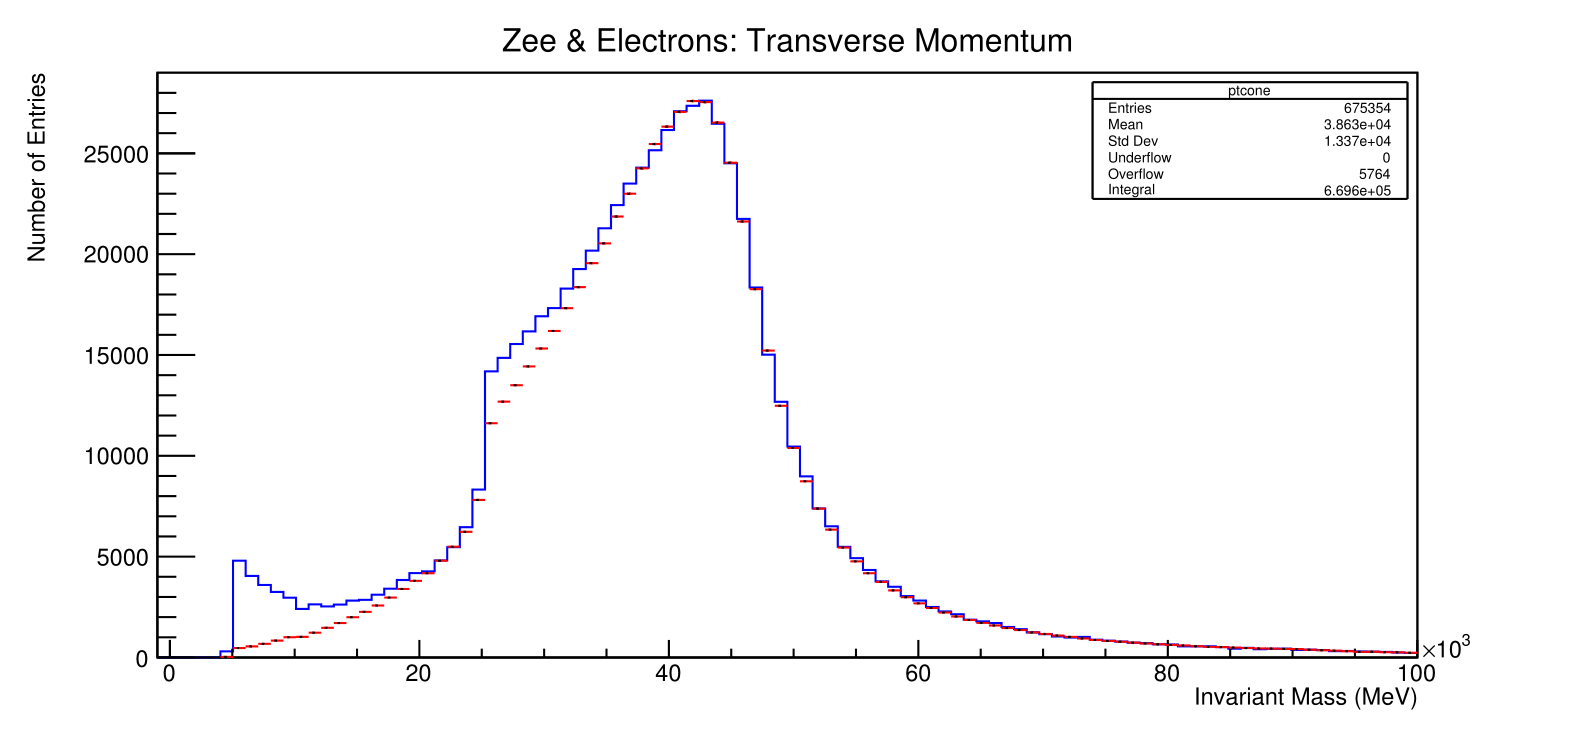 Zee & Electrons: Transverse Momentum
Number of Entries
ptcone
Entries 675354
Mean 3.863e+04
Std Dev 1.337e+04
Underflow 0
Overflow 5764
Integral 6.696e+05
25000
20000
15000
10000
5000
0
0 20 40 60 80 100 ×10³
Invariant Mass (MeV)